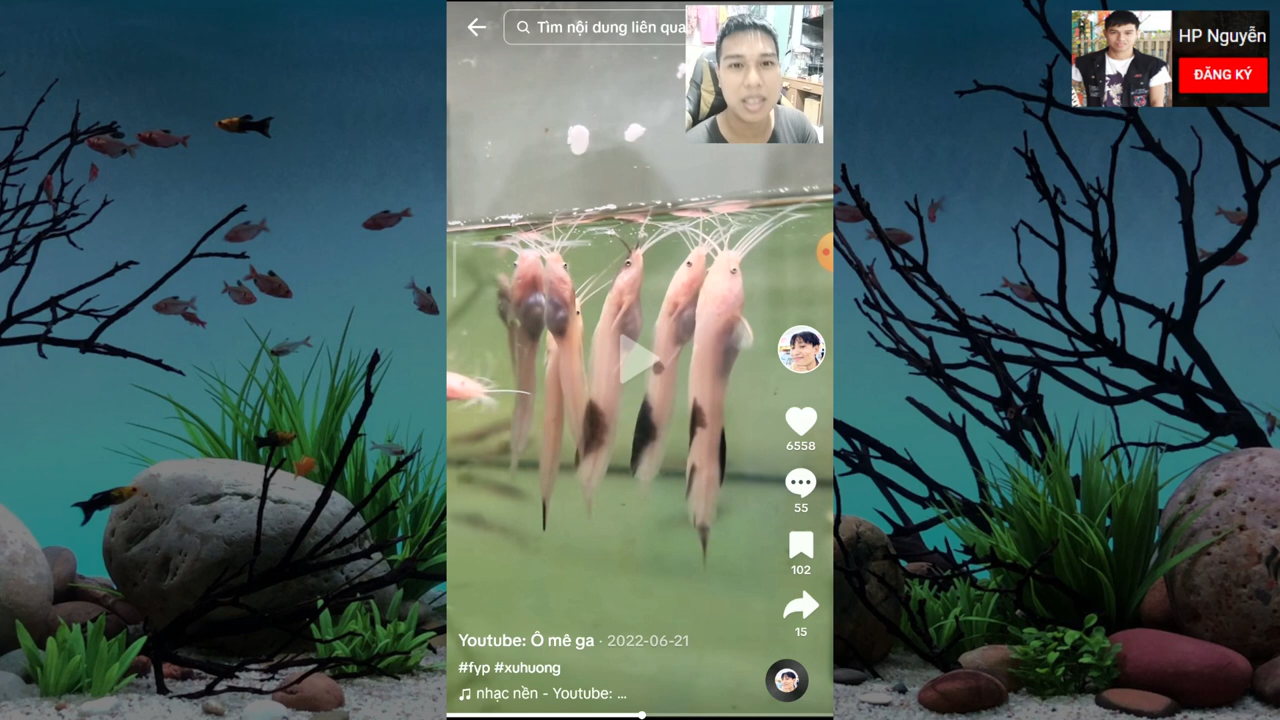 Tìm nội dung liên qua
HP Nguyễn
ĐĂNG KÝ
6558
55
102
15
Youtube: Ô mê ga · 2022-06-21
#fyp #xuhuong
nhạc nền - Youtube: ...